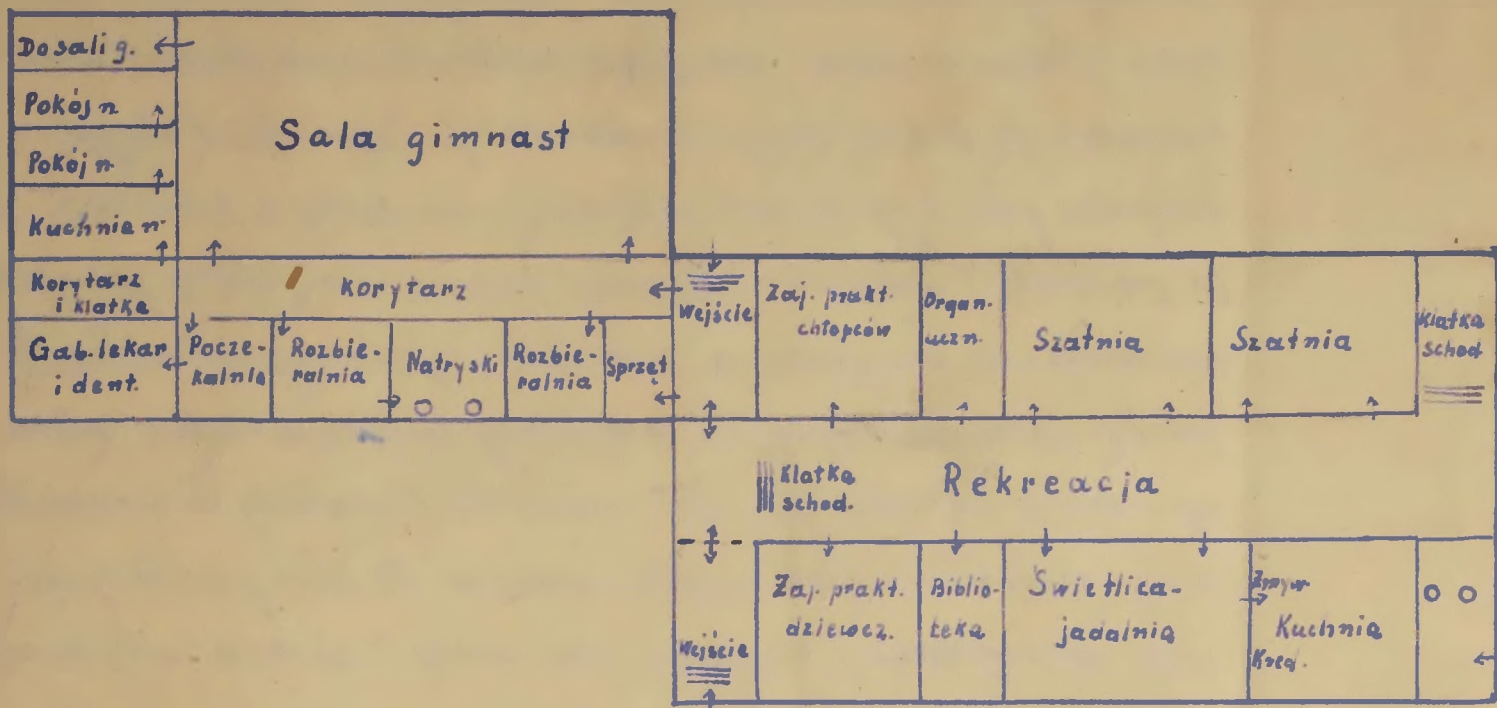 Do sali g.
Pokój n
Pokój n
Kuchnia n
Korytarz
i klatka
Gab. lekar
i dent.
Sala gimnast
Korytarz
Pocze-
kalnia
Rozbie-
ralnia
Natryski
Rozbie-
ralnia
Sprzęt
Wejście
Zaj. prakt.
chłopców
Organ.
uczn.
Szatnia
Szatnia
Klatka
schod
Klatka
schod.
Rekreacja
Wejście
Zaj. prakt.
dziewcz.
Biblio-
teka
Świetlica-
jadalnia
Zmyw
Kuchnia
Kred.